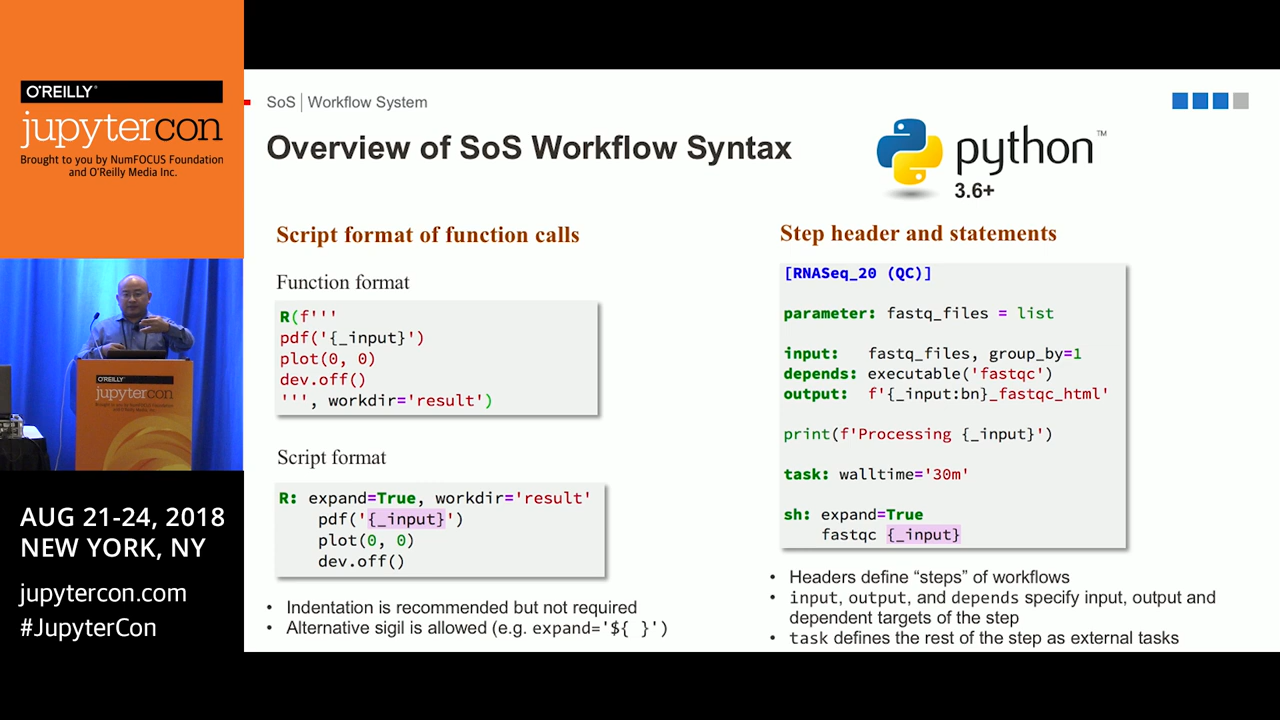 O'REILLY®
jupytercon
Brought to you by NumFOCUS Foundation
and O'Reilly Media Inc.
AUG 21-24, 2018
NEW YORK, NY
jupytercon.com
#JupyterCon
O'REILLY
jupytercon
SoS | Workflow System
Overview of SoS Workflow Syntax
python™
3.6+
Script format of function calls
Function format
R(f'''
pdf('{_input}')
plot(0, 0)
dev.off()
''', workdir='result')
Script format
R: expand=True, workdir='result'
pdf('{_input}')
plot(0, 0)
dev.off()
• Indentation is recommended but not required
• Alternative sigil is allowed (e.g. expand='${ }')
Step header and statements
[RNASeq_20 (QC)]
parameter: fastq_files = list
input: fastq_files, group_by=1
depends: executable('fastqc')
output: f'{_input:bn}_fastqc_html'
print(f'Processing {_input}')
task: walltime='30m'
sh: expand=True
fastqc {_input}
• Headers define “steps” of workflows
• input, output, and depends specify input, output and
dependent targets of the step
• task defines the rest of the step as external tasks